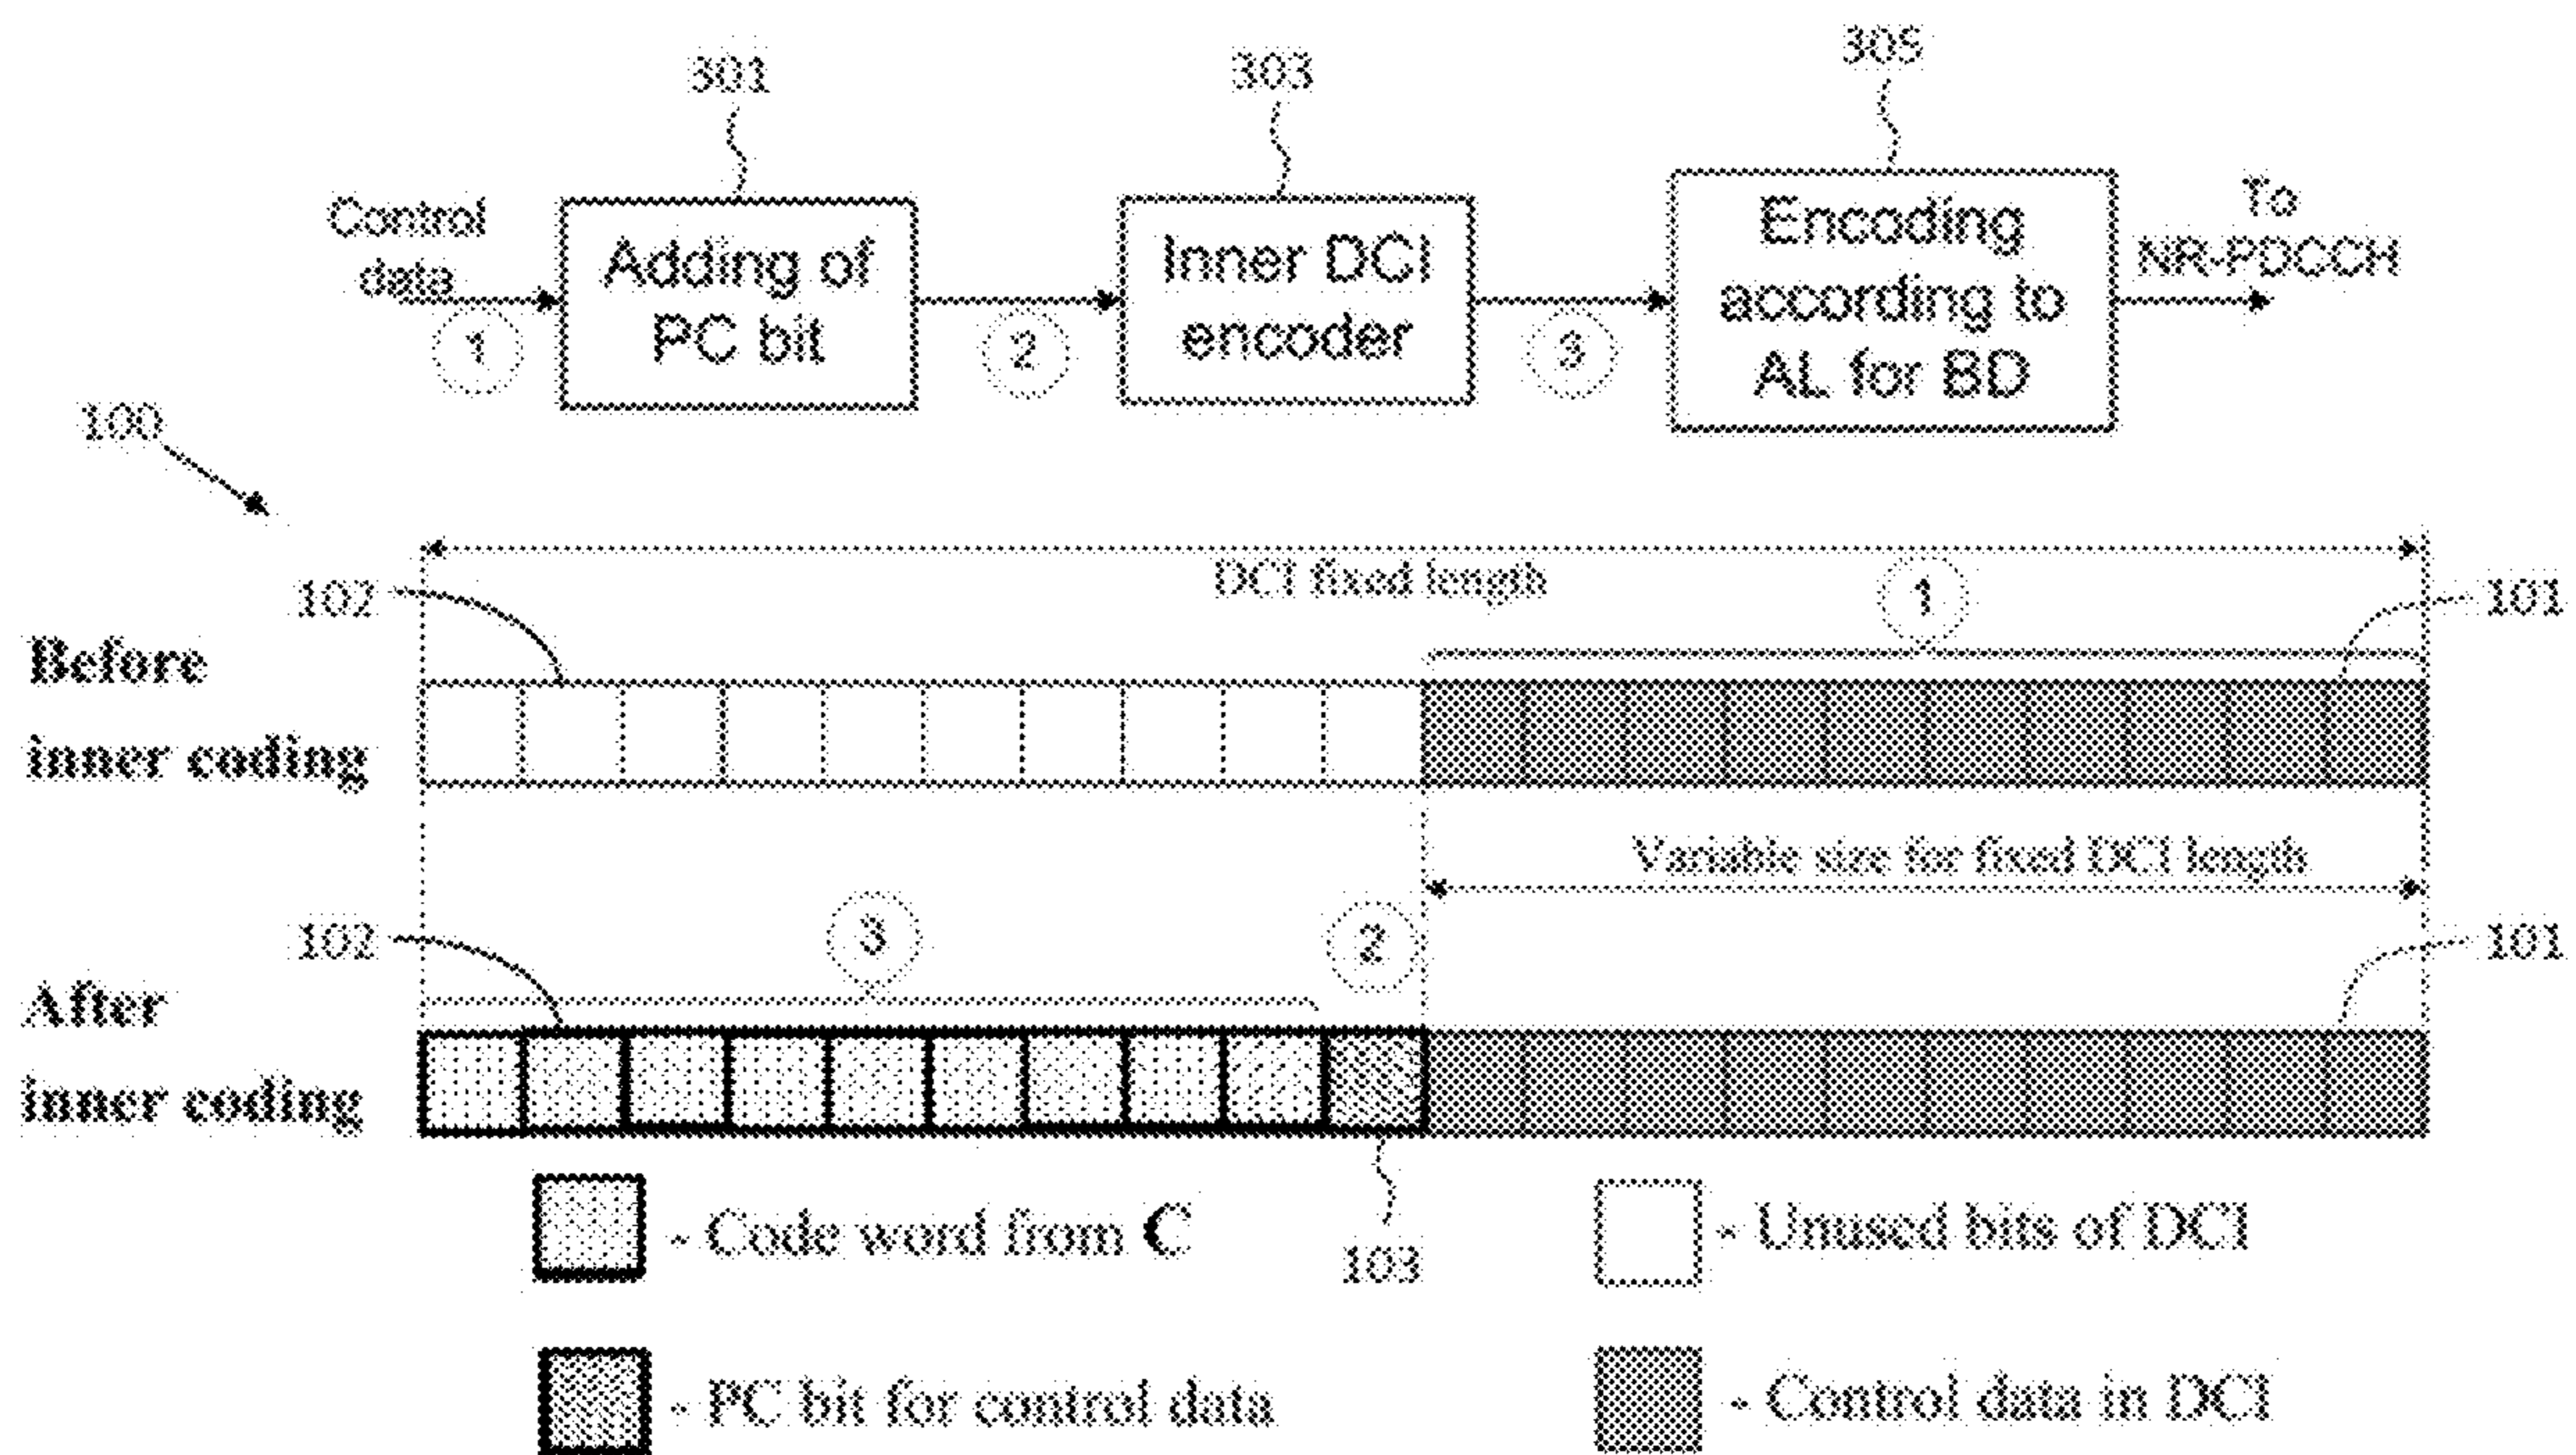 301
303
305
Control
data
Adding of
PC bit
Inner DCI
encoder
Encoding
according to
AL for BD
To
NR-PDCCH
1
2
3
100
DCI fixed length
102
1
101
Before
inner coding
Variable size for fixed DCI length
102
3
2
101
After
inner coding
- Code word from C
103
- Unused bits of DCI
- PC bit for control data
- Control data in DCI